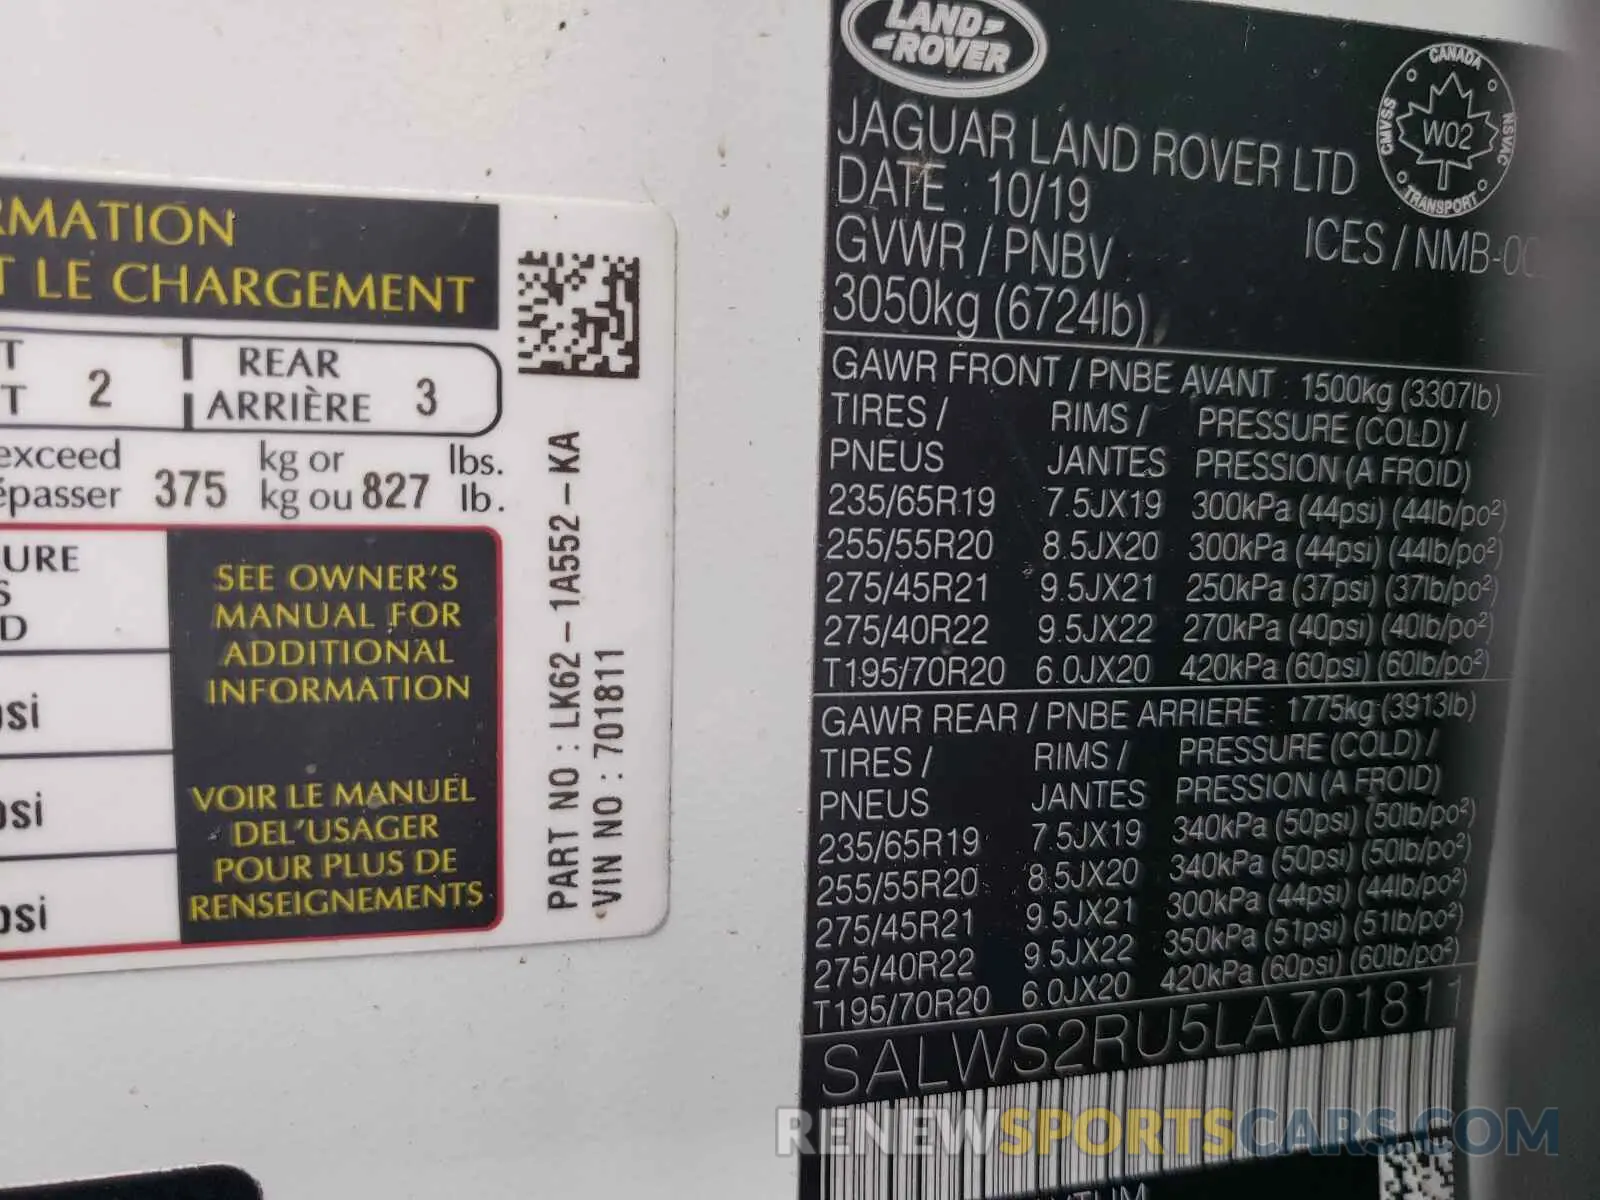 RMATION
T LE CHARGEMENT
T 2 REAR
T ARRIÈRE 3
exceed 375 kg or 827 lbs.
épasser kg ou lb.
URE
S
D
psi
psi
psi
SEE OWNER'S
MANUAL FOR
ADDITIONAL
INFORMATION
VOIR LE MANUEL
DEL'USAGER
POUR PLUS DE
RENSEIGNEMENTS
PART NO : LK62 - 1A552 - KA
VIN NO : 701811
LAND
ROVER
CANADA
CMVSS
W02
NSVAC
TRANSPORT
JAGUAR LAND ROVER LTD
DATE : 10/19
GVWR / PNBV ICES / NMB-00
3050kg (6724lb)
GAWR FRONT / PNBE AVANT : 1500kg (3307lb)
TIRES / RIMS / PRESSURE (COLD) /
PNEUS JANTES PRESSION (A FROID)
235/65R19 7.5JX19 300kPa (44psi) (44lb/po²)
255/55R20 8.5JX20 300kPa (44psi) (44lb/po²)
275/45R21 9.5JX21 250kPa (37psi) (37lb/po²)
275/40R22 9.5JX22 270kPa (40psi) (40lb/po²)
T195/70R20 6.0JX20 420kPa (60psi) (60lb/po²)
GAWR REAR / PNBE ARRIERE : 1775kg (3913lb)
TIRES / RIMS / PRESSURE (COLD) /
PNEUS JANTES PRESSION (A FROID)
235/65R19 7.5JX19 340kPa (50psi) (50lb/po²)
255/55R20 8.5JX20 340kPa (50psi) (50lb/po²)
275/45R21 9.5JX21 300kPa (44psi) (44lb/po²)
275/40R22 9.5JX22 350kPa (51psi) (51lb/po²)
T195/70R20 6.0JX20 420kPa (60psi) (60lb/po²)
SALWS2RU5LA701811
RENEWSPORTSCARS.COM